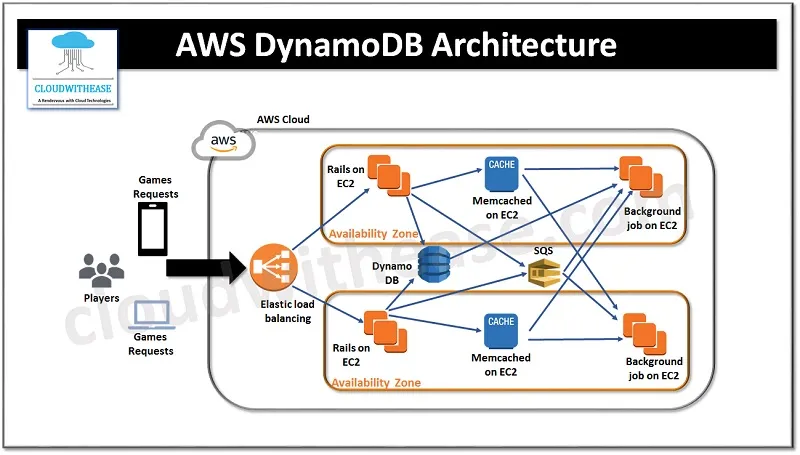 AWS DynamoDB Architecture
CLOUDWITHEASE
A Rendezvous with Cloud Technologies
AWS Cloud
aws
Games
Requests
Players
Games
Requests
Elastic load
balancing
Rails on
EC2
CACHE
Memcached
on EC2
Background
job on EC2
Availability Zone
Dynamo
DB
SQS
Rails on
EC2
CACHE
Memcached
on EC2
Background
job on EC2
Availability Zone
cloudwithease.com